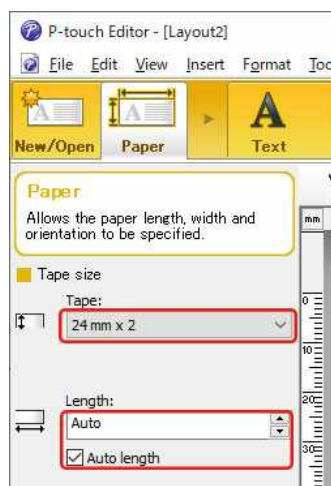 P-touch Editor - [Layout2]
File Edit View Insert Format
New/Open Paper Text
Paper
Allows the paper length, width and
orientation to be specified.
mm
Tape size
Tape:
24 mm x 2
0
10
20
30
Length:
Auto
Auto length